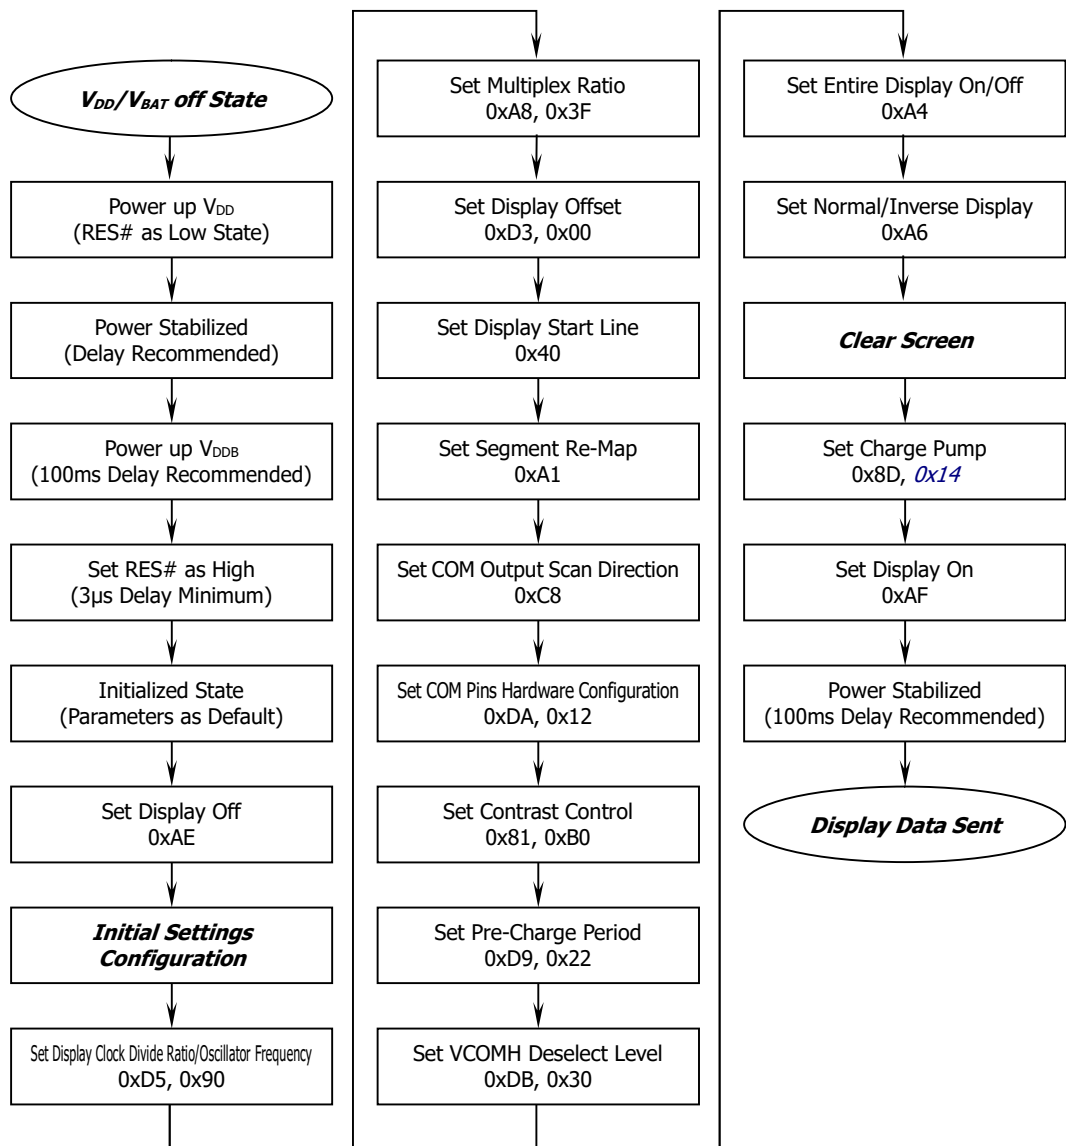 V_DD/V_BAT off State
Power up V_DD
(RES# as Low State)
Power Stabilized
(Delay Recommended)
Power up V_DDB
(100ms Delay Recommended)
Set RES# as High
(3μs Delay Minimum)
Initialized State
(Parameters as Default)
Set Display Off
0xAE
Initial Settings
Configuration
Set Display Clock Divide Ratio/Oscillator Frequency
0xD5, 0x90
Set Multiplex Ratio
0xA8, 0x3F
Set Display Offset
0xD3, 0x00
Set Display Start Line
0x40
Set Segment Re-Map
0xA1
Set COM Output Scan Direction
0xC8
Set COM Pins Hardware Configuration
0xDA, 0x12
Set Contrast Control
0x81, 0xB0
Set Pre-Charge Period
0xD9, 0x22
Set VCOMH Deselect Level
0xDB, 0x30
Set Entire Display On/Off
0xA4
Set Normal/Inverse Display
0xA6
Clear Screen
Set Charge Pump
0x8D, 0x14
Set Display On
0xAF
Power Stabilized
(100ms Delay Recommended)
Display Data Sent